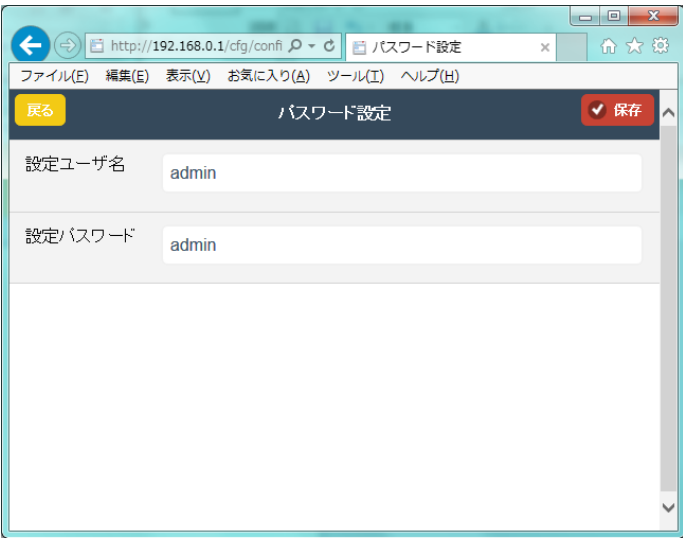 http://192.168.0.1/cfg/confi
パスワード設定
ファイル(F) 編集(E) 表示(V) お気に入り(A) ツール(T) ヘルプ(H)
戻る
パスワード設定
保存
設定ユーザ名
admin
設定パスワード
admin